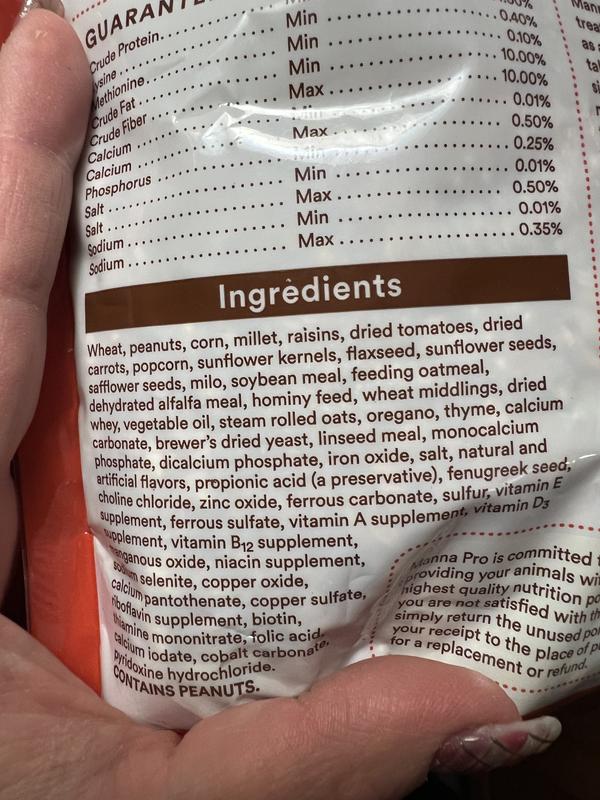 GUARANTE
Crude Protein Min
ysine Min 0.40%
Methionine Min 0.10%
Crude Fat Min 10.00%
Crude Fiber Max 10.00%
Calcium Min 0.01%
Calcium Max 0.50%
Phosphorus Min 0.25%
Salt Min 0.01%
Salt Max 0.50%
Sodium Min 0.01%
Sodium Max 0.35%
Ingredients
Wheat, peanuts, corn, millet, raisins, dried tomatoes, dried
carrots, popcorn, sunflower kernels, flaxseed, sunflower seeds,
safflower seeds, milo, soybean meal, feeding oatmeal,
dehydrated alfalfa meal, hominy feed, wheat middlings, dried
whey, vegetable oil, steam rolled oats, oregano, thyme, calcium
carbonate, brewer's dried yeast, linseed meal, monocalcium
phosphate, dicalcium phosphate, iron oxide, salt, natural and
artificial flavors, propionic acid (a preservative), fenugreek seed,
choline chloride, zinc oxide, ferrous carbonate, sulfur, vitamin E
supplement, ferrous sulfate, vitamin A supplement, vitamin D3
supplement, vitamin B12 supplement,
manganous oxide, niacin supplement,
sodium selenite, copper oxide,
calcium pantothenate, copper sulfate,
riboflavin supplement, biotin,
thiamine mononitrate, folic acid,
calcium iodate, cobalt carbonate,
pyridoxine hydrochloride.
CONTAINS PEANUTS.
Manna Pro is committed
providing your animals
highest quality nutrition
you are not satisfied with
simply return the unused
your receipt to the place of
for a replacement or refund.